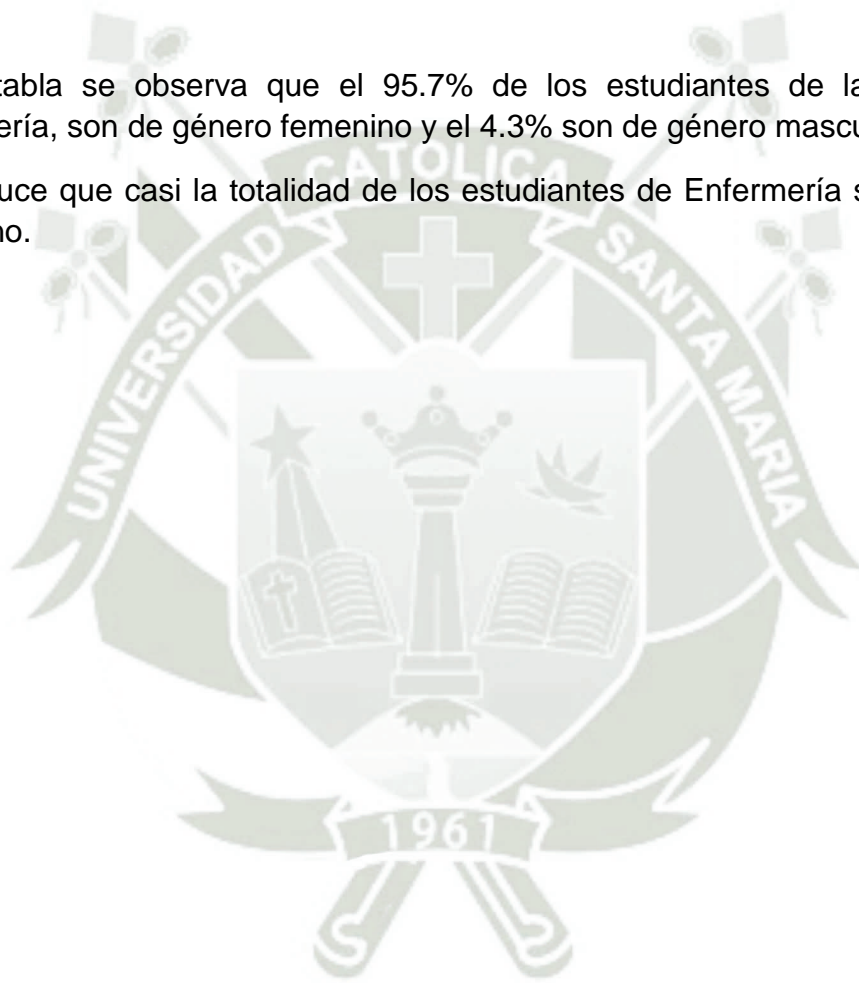 tabla se observa que el 95.7% de los estudiantes de la
ería, son de género femenino y el 4.3% son de género mascu
uce que casi la totalidad de los estudiantes de Enfermería s
no.
UNIVERSIDAD CATOLICA SANTA MARIA
1961